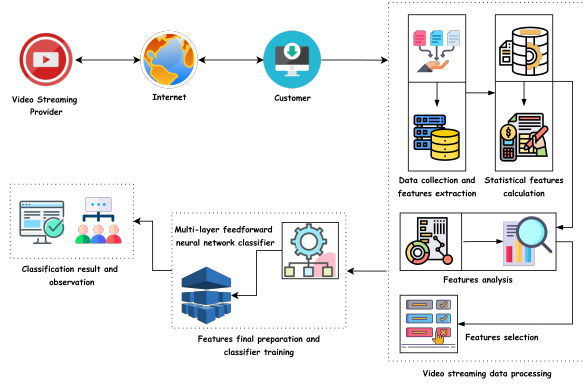 Video Streaming
Provider
Internet
Customer
Data collection and
features extraction
Statistical features
calculation
Multi-layer feedforward
neural network classifier
Classification result and
observation
Features analysis
Features final preparation and
classifier training
Features selection
Video streaming data processing